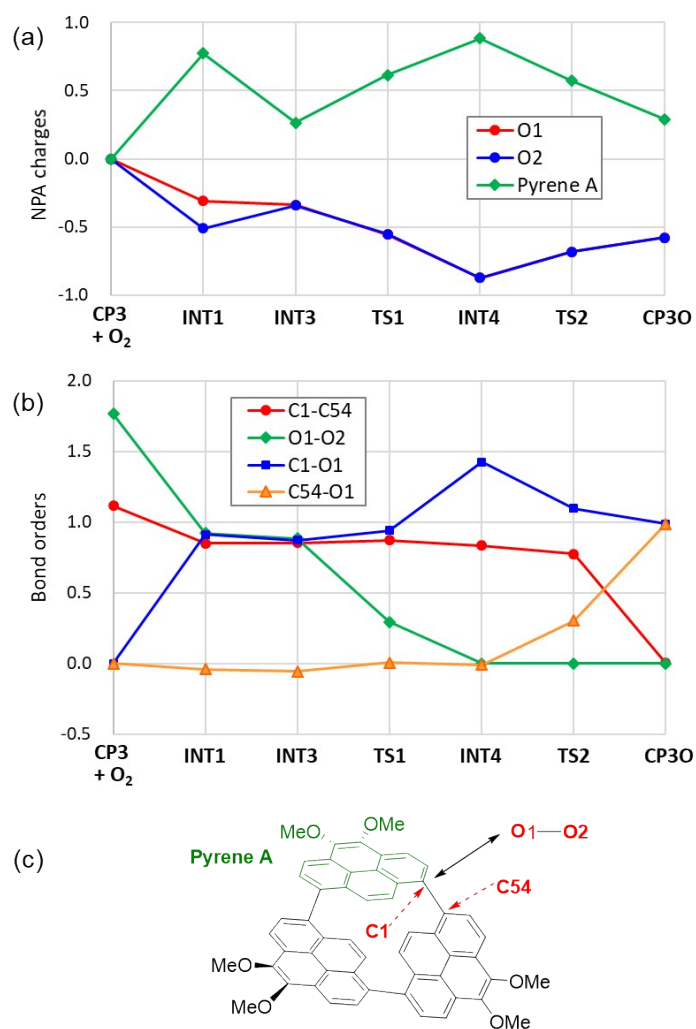 (a)
1.0
0.5
0.0
-0.5
-1.0
NPA charges
O1
O2
Pyrene A
CP3 + O₂
INT1
INT3
TS1
INT4
TS2
CP3O
(b)
2.0
1.5
1.0
0.5
0.0
-0.5
Bond orders
C1-C54
O1-O2
C1-O1
C54-O1
CP3 + O₂
INT1
INT3
TS1
INT4
TS2
CP3O
(c)
MeO
OMe
O1—O2
Pyrene A
C54
C1
MeO
MeO
OMe
OMe